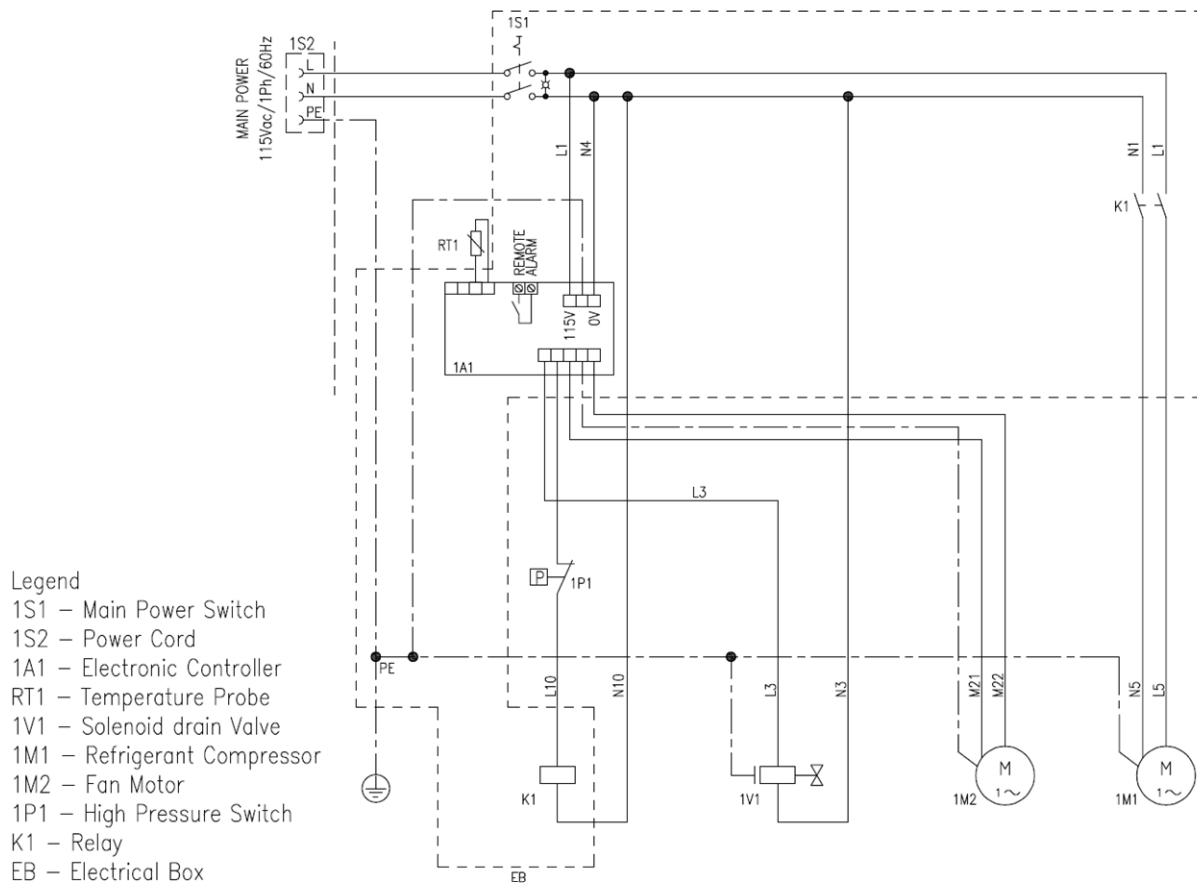 1S1
1S2
MAIN POWER
115Vac/1Ph/60Hz
L
N
PE
L1
N4
N1
L1
K1
RT1
REMOTE
ALARM
115V
0V
1A1
L3
P
1P1
PE
L10
N10
L3
N3
M21
M22
N5
L5
K1
1V1
M
1~
1M2
M
1~
1M1
EB
Legend
1S1 – Main Power Switch
1S2 – Power Cord
1A1 – Electronic Controller
RT1 – Temperature Probe
1V1 – Solenoid drain Valve
1M1 – Refrigerant Compressor
1M2 – Fan Motor
1P1 – High Pressure Switch
K1 – Relay
EB – Electrical Box